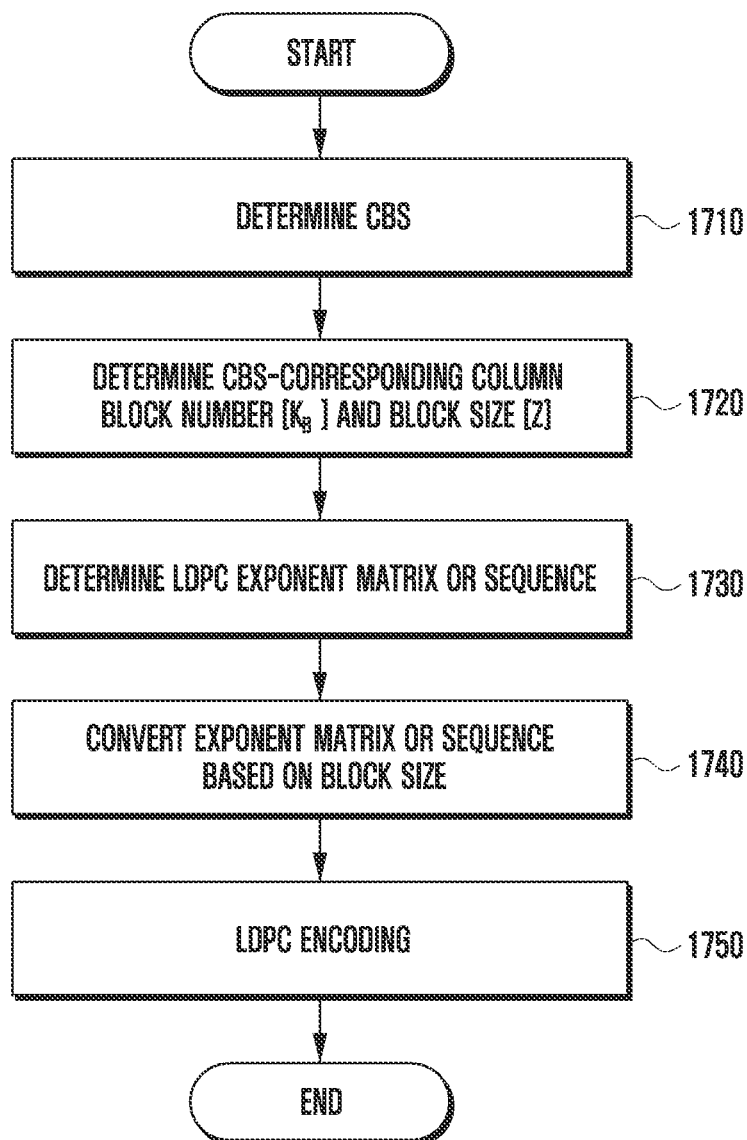 START
DETERMINE CBS
1710
DETERMINE CBS-CORRESPONDING COLUMN
BLOCK NUMBER [KB ] AND BLOCK SIZE [Z]
1720
DETERMINE LDPC EXPONENT MATRIX OR SEQUENCE
1730
CONVERT EXPONENT MATRIX OR SEQUENCE
BASED ON BLOCK SIZE
1740
LDPC ENCODING
1750
END